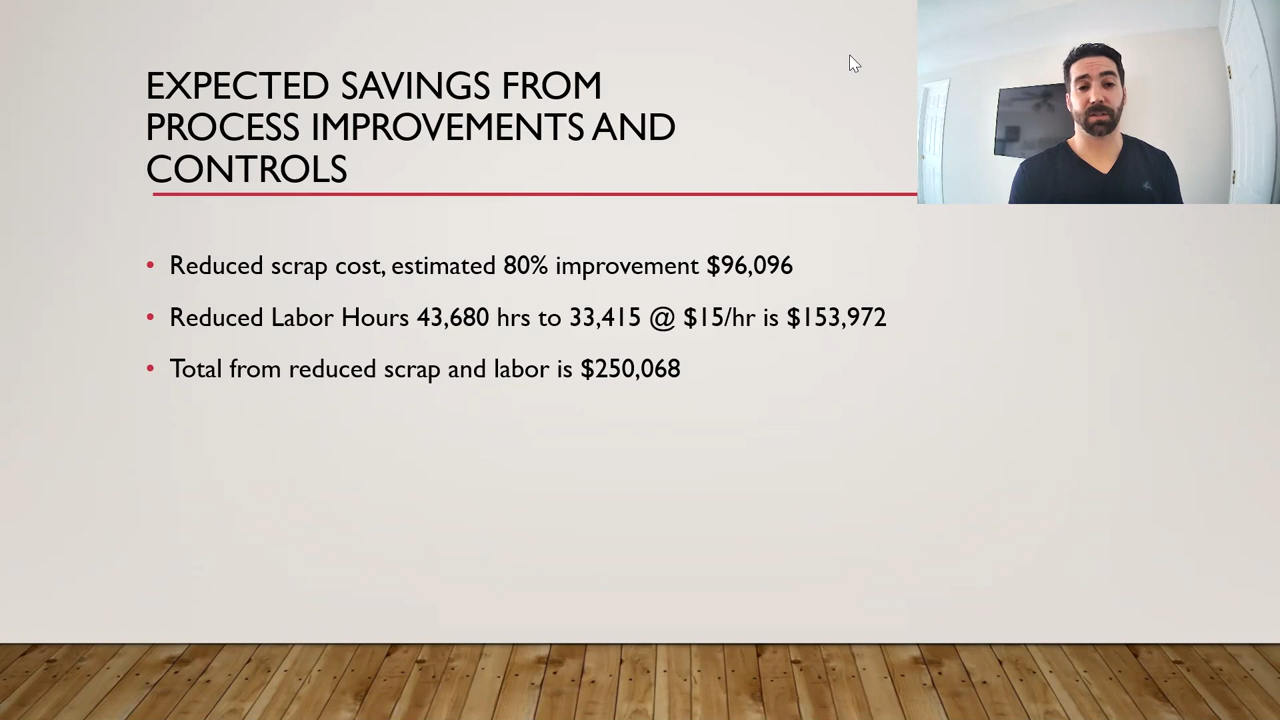 EXPECTED SAVINGS FROM
PROCESS IMPROVEMENTS AND
CONTROLS
• Reduced scrap cost, estimated 80% improvement $96,096
• Reduced Labor Hours 43,680 hrs to 33,415 @ $15/hr is $153,972
• Total from reduced scrap and labor is $250,068